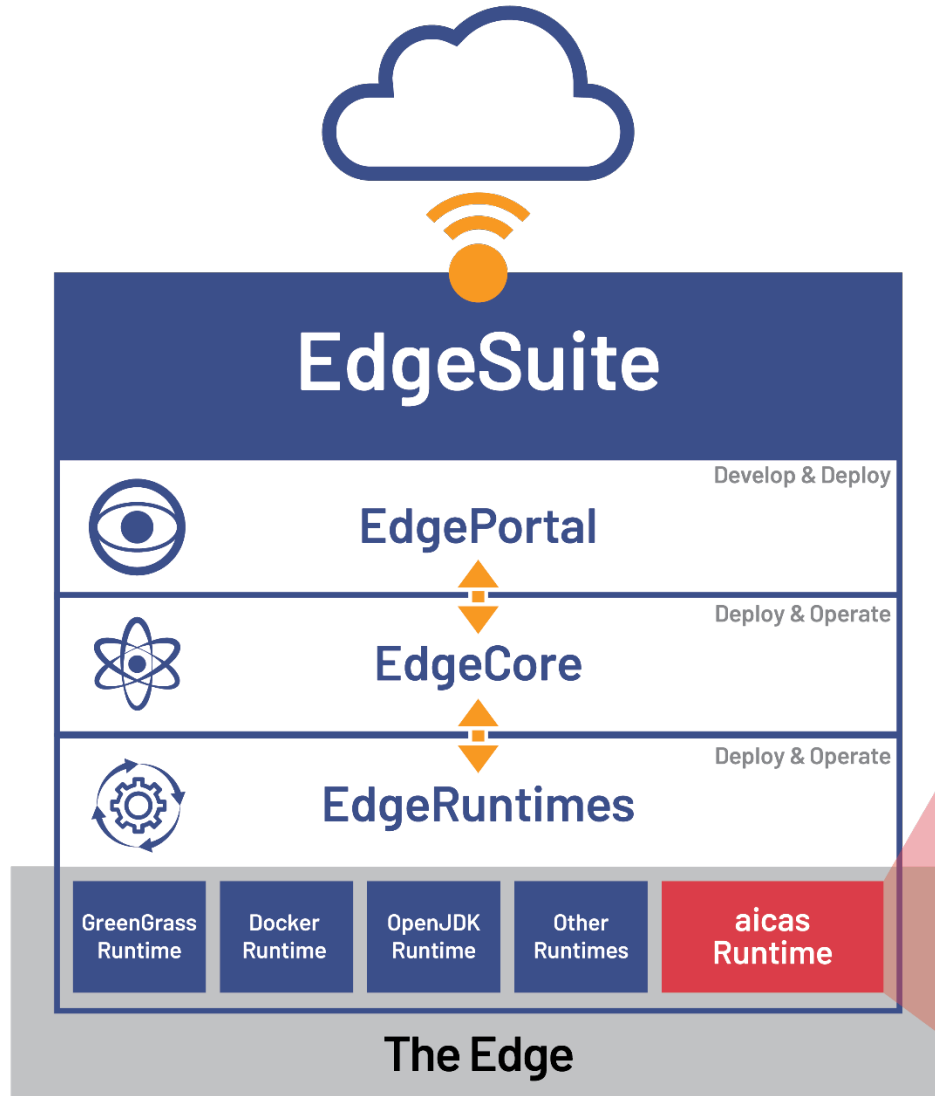 EdgeSuite
Develop & Deploy
EdgePortal
Deploy & Operate
EdgeCore
Deploy & Operate
EdgeRuntimes
GreenGrass
Runtime
Docker
Runtime
OpenJDK
Runtime
Other
Runtimes
aicas
Runtime
The Edge